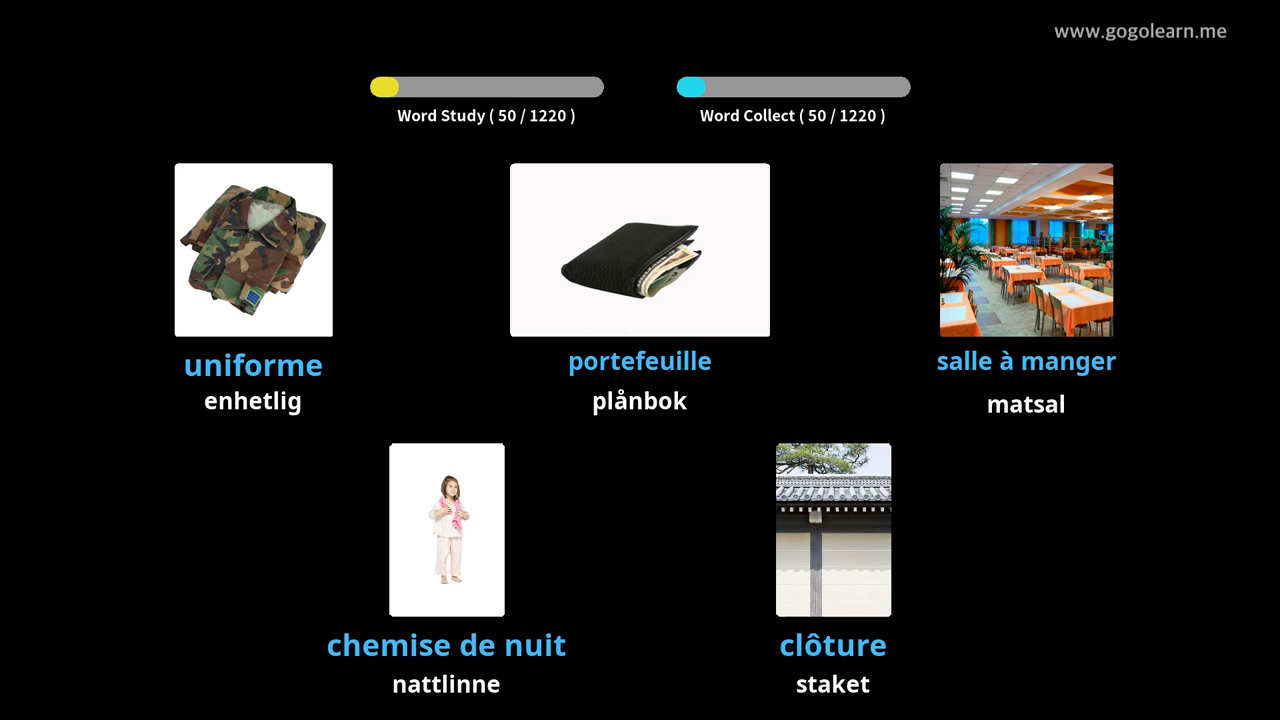 www.gogolearn.me
Word Study ( 50 / 1220 )
Word Collect ( 50 / 1220 )
uniforme
enhetlig
portefeuille
plånbok
salle à manger
matsal
chemise de nuit
nattlinne
clôture
staket